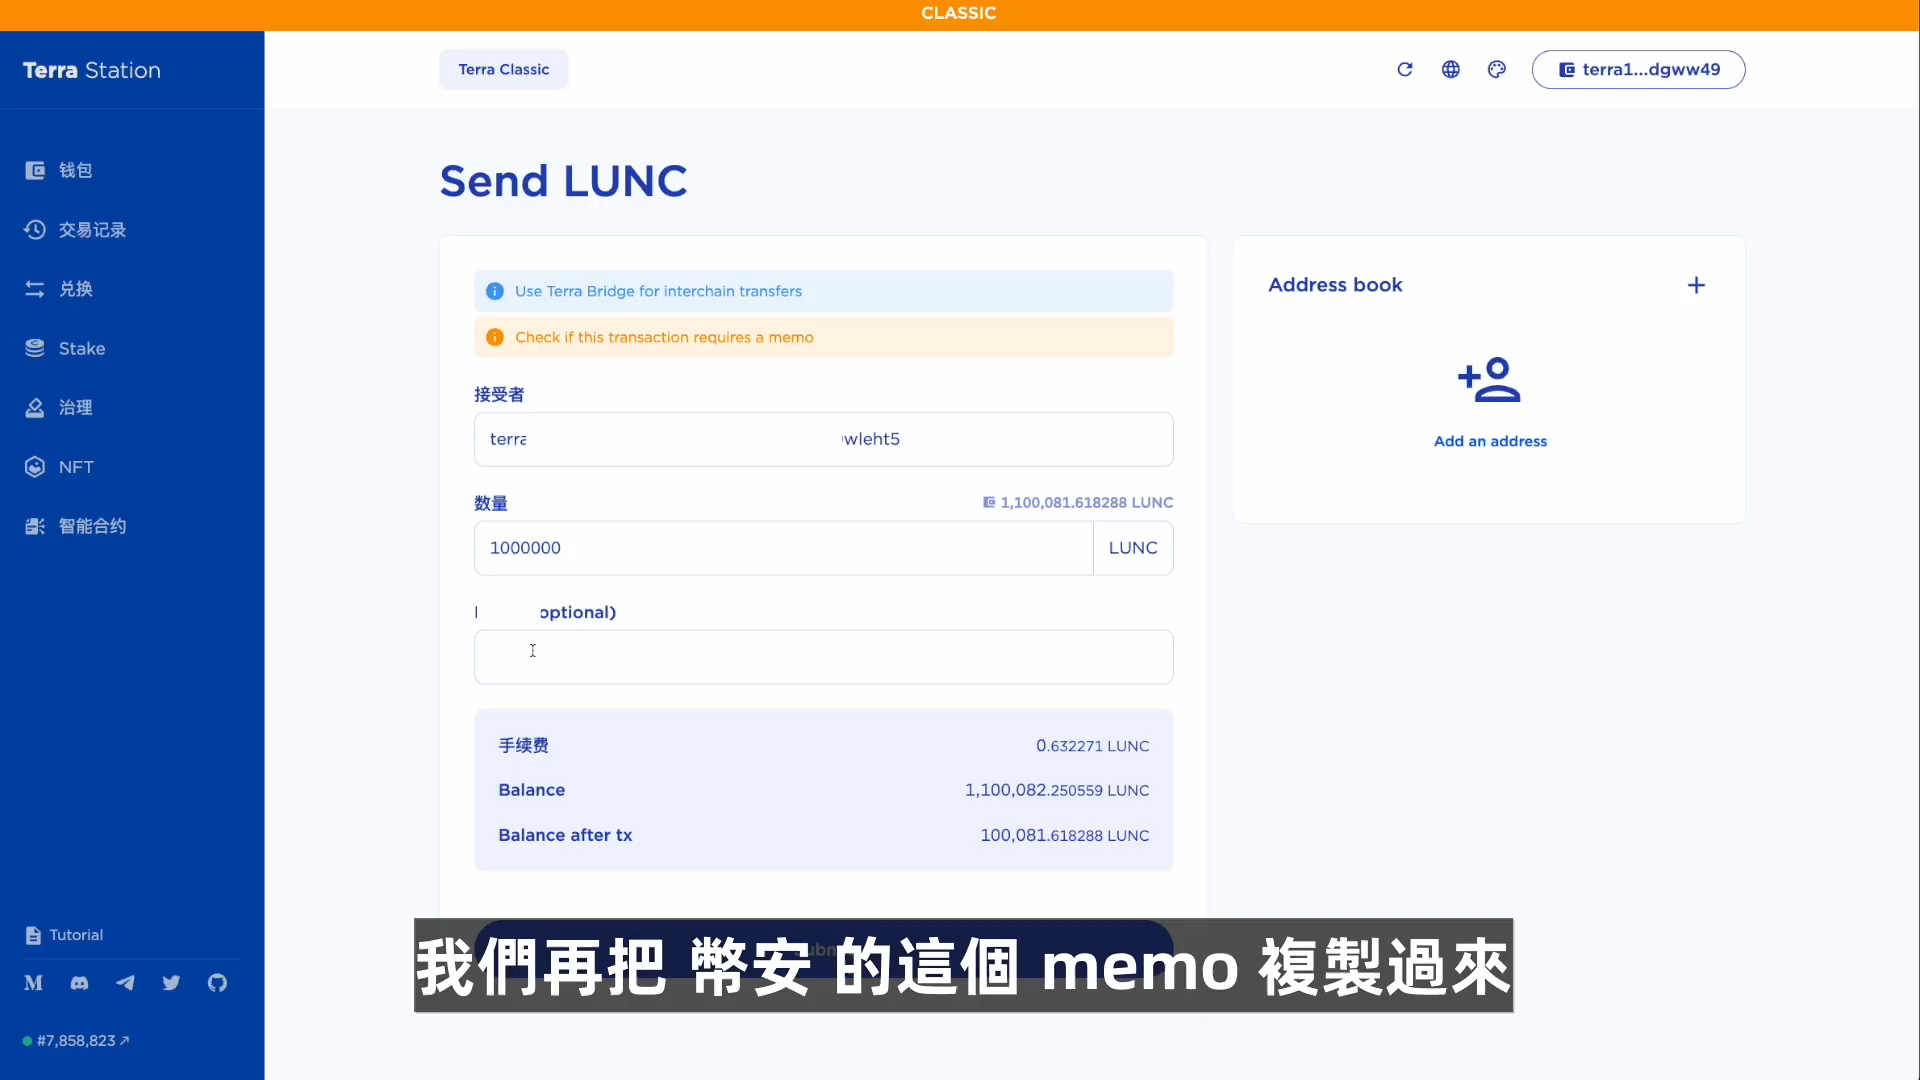 CLASSIC
Terra Station
Terra Classic
terra1...dgww49
钱包
交易记录
兑换
Stake
治理
NFT
智能合约
Tutorial
#7,858,823
Send LUNC
Use Terra Bridge for interchain transfers
Check if this transaction requires a memo
接受者
terra wleht5
数量
1,100,081.618288 LUNC
1000000
LUNC
optional)
手续费
0.632271 LUNC
Balance
1,100,082.250559 LUNC
Balance after tx
100,081.618288 LUNC
Address book
Add an address
我們再把 幣安 的這個 memo 複製過來